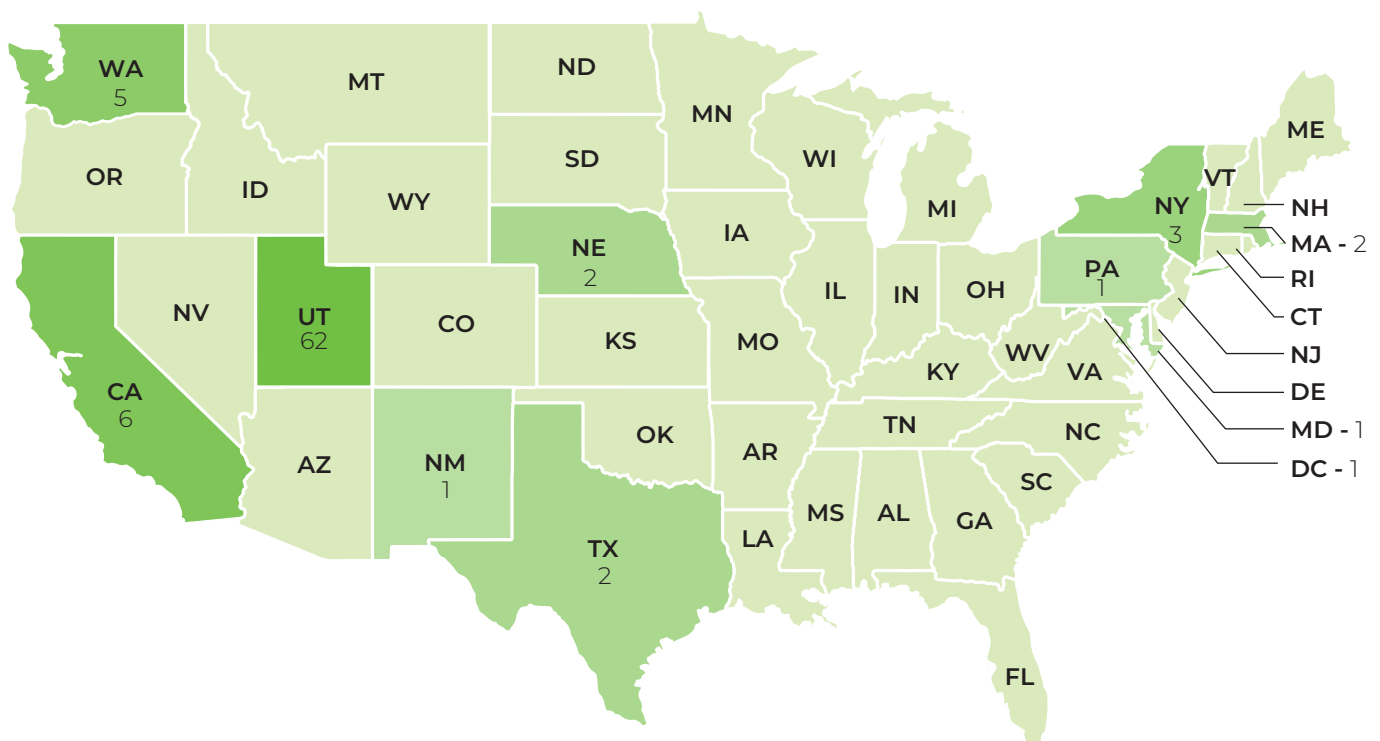 WA
5
MT
ND
MN
OR
ID
WY
SD
WI
MI
ME
VT
NH
NY
3
MA - 2
RI
CT
NJ
DE
MD - 1
DC - 1
NE
2
IA
PA
1
NV
UT
62
CO
KS
MO
IL
IN
OH
WV
VA
KY
CA
6
AZ
NM
1
OK
AR
TN
NC
SC
TX
2
LA
MS
AL
GA
FL